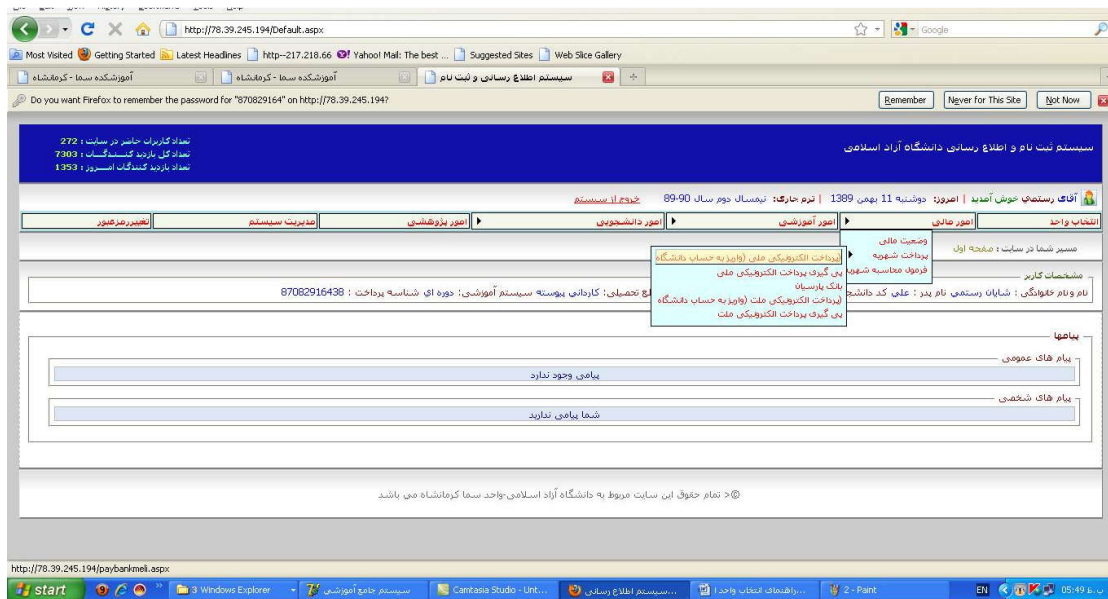 http://78.39.245.194/Default.aspx
Google
Most Visited Getting Started Latest Headlines http--217.218.66 Yahoo! Mail: The best ... Suggested Sites Web Slice Gallery
آموزشکده سما - کرمانشاه
آموزشکده سما - کرمانشاه
سیستم اطلاع رسانی و ثبت نام
Do you want Firefox to remember the password for "870829164" on http://78.39.245.194?
Remember Never for This Site Not Now
سیستم ثبت نام و اطلاع رسانی دانشگاه آزاد اسلامی
تعداد کاربران حاضر در سایت : 272
تعداد کل بازدید کنندگان : 7303
تعداد بازدید کنندگان امروز : 1353
آقای رستمي خوش آمدید | امروز: دوشنبه 11 بهمن 1389 | ترم جاری: نیمسال دوم سال 90-89 خروج از سیستم
انتخاب واحد امور مالی امور آموزشی امور دانشجویی امور پژوهشی مدیریت سیستم تغییررمزعبور
وضعیت مالی
پرداخت شهریه
فرمول محاسبه شهریه
(پرداخت الکترونیکی ملی (واریز به حساب دانشگاه
پی گیری پرداخت الکترونیکی ملی
بانک پارسیان
(پرداخت الکترونیکی ملت (واریز به حساب دانشگاه
پی گیری پرداخت الکترونیکی ملت
مسیر شما در سایت : صفحه اول
مشخصات کاربر
نام ونام خانوادگی : شایان رستمي نام پدر : علی کد دانشج
تحصیلی: کارداني پیوسته سیستم آموزشی: دوره اي شناسه پرداخت : 87082916438
پیامها
پیام های عمومی
پیامی وجود ندارد
پیام های شخصی
شما پیامی ندارید
©< تمام حقوق این سایت مربوط به دانشگاه آزاد اسلامی-واحد سما کرمانشاه می باشد
http://78.39.245.194/paybankmeli.aspx
start 3 Windows Explorer سیستم جامع آموزشی Camtasia Studio - Unt... سیستم اطلاع رسانی... راهنمای انتخاب واحد ا... 2 - Paint EN 05:49 ب.ظ